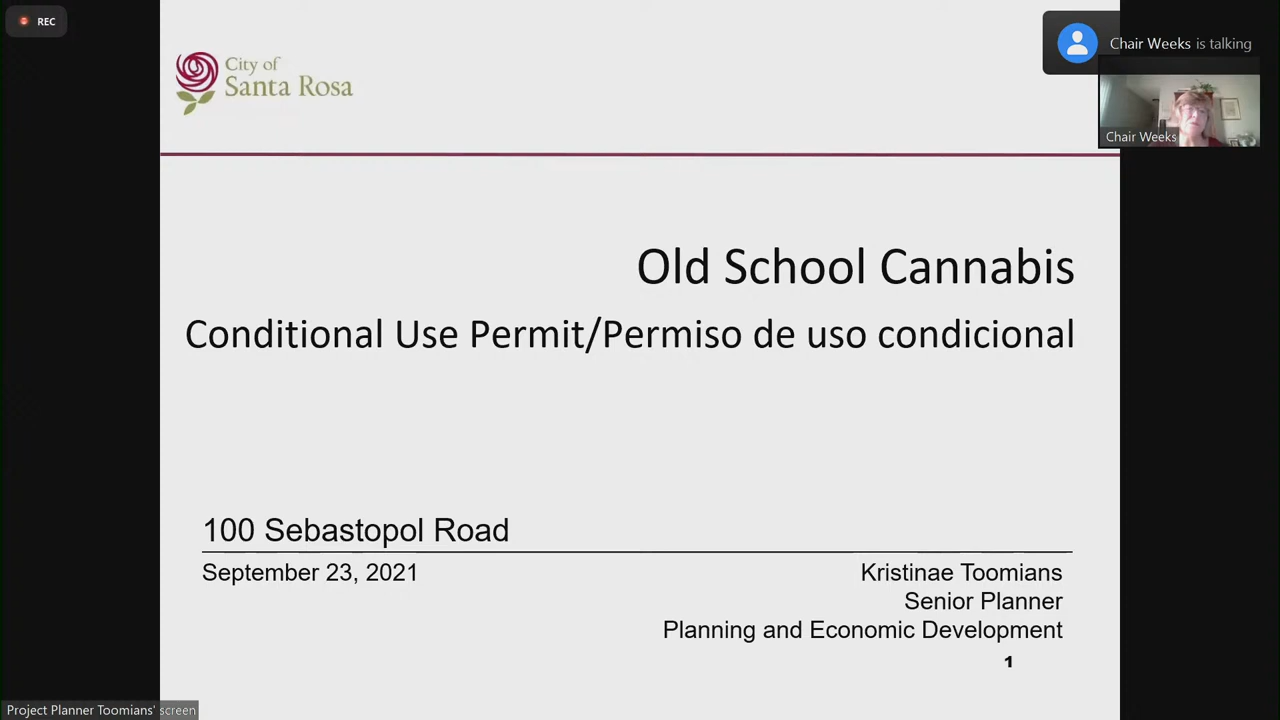 REC
City of
Santa Rosa
Chair Weeks is talking
Chair Weeks
Old School Cannabis
Conditional Use Permit/Permiso de uso condicional
100 Sebastopol Road
September 23, 2021
Kristinae Toomians
Senior Planner
Planning and Economic Development
1
Project Planner Toomians' screen